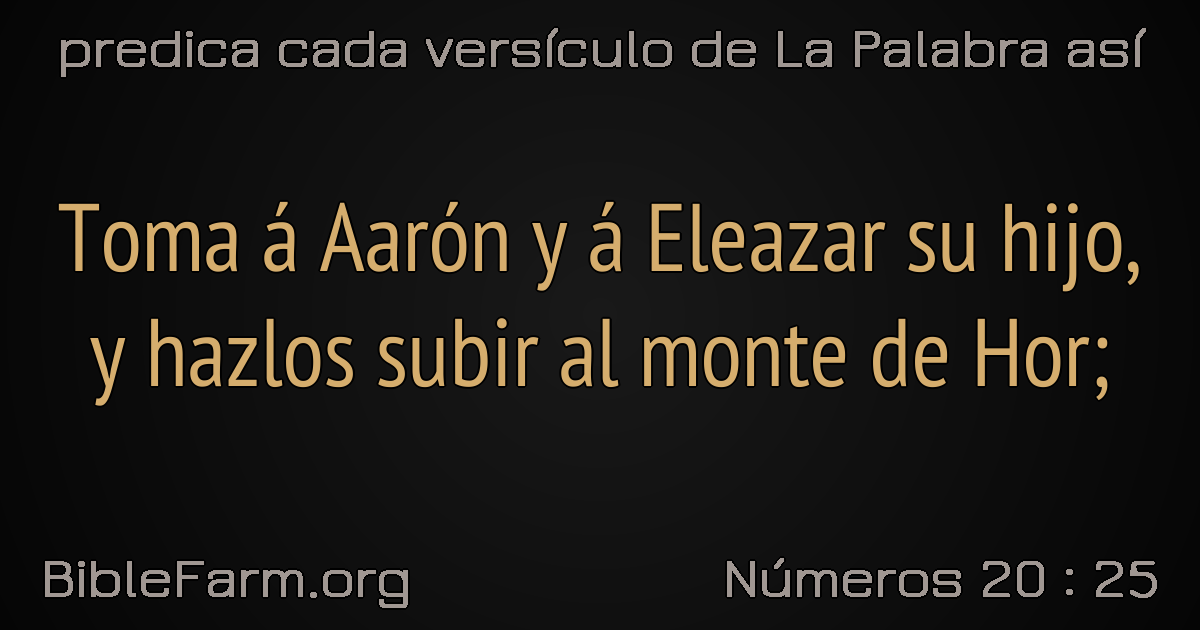 predica cada versículo de La Palabra así
Toma á Aarón y á Eleazar su hijo,
y hazlos subir al monte de Hor;
BibleFarm.org
Números 20 : 25